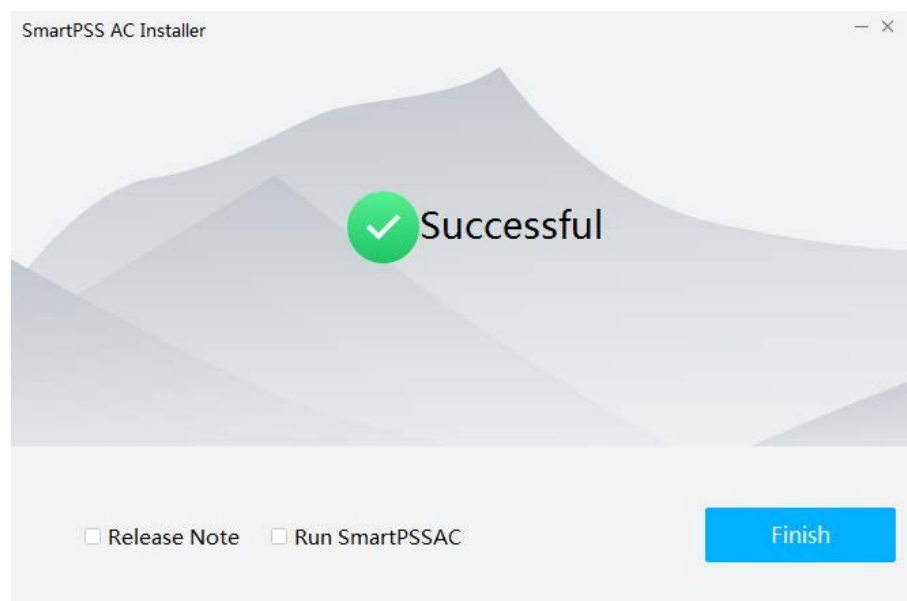 SmartPSS AC Installer
Successful
Release Note
Run SmartPSSAC
Finish